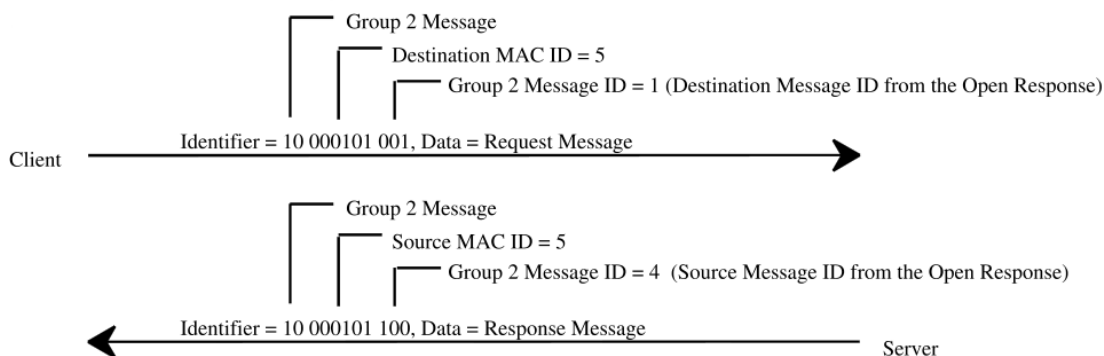 Group 2 Message
Destination MAC ID = 5
Group 2 Message ID = 1 (Destination Message ID from the Open Response)
Identifier = 10 000101 001, Data = Request Message
Client
Group 2 Message
Source MAC ID = 5
Group 2 Message ID = 4 (Source Message ID from the Open Response)
Identifier = 10 000101 100, Data = Response Message
Server